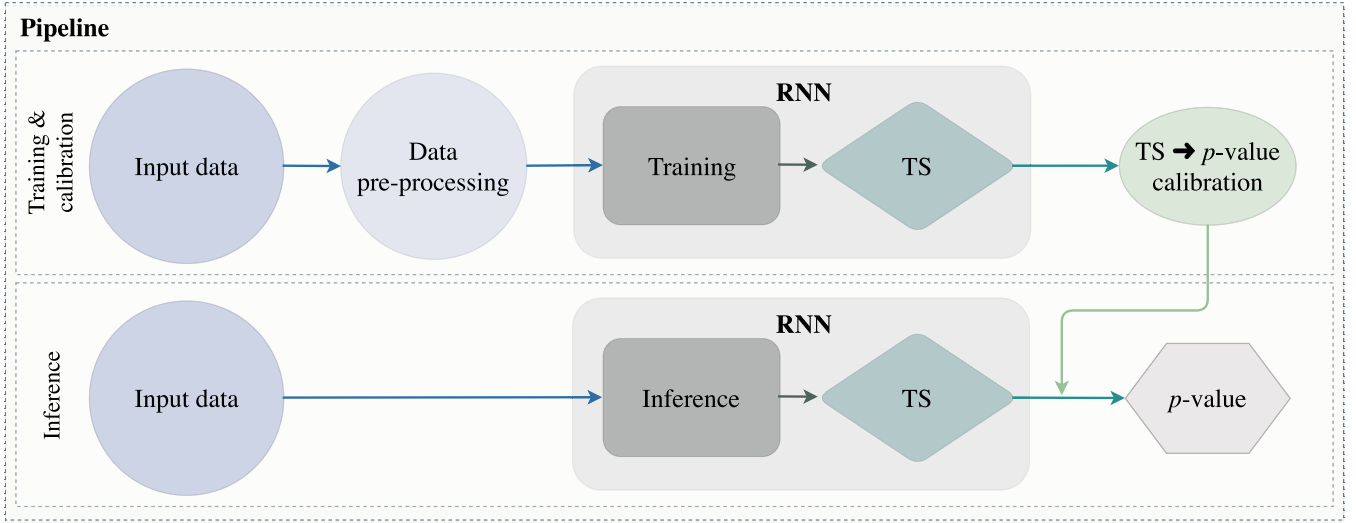 Pipeline
Training &
calibration
Input data
Data
pre-processing
RNN
Training
TS
TS ➜ p-value
calibration
Inference
Input data
RNN
Inference
TS
p-value